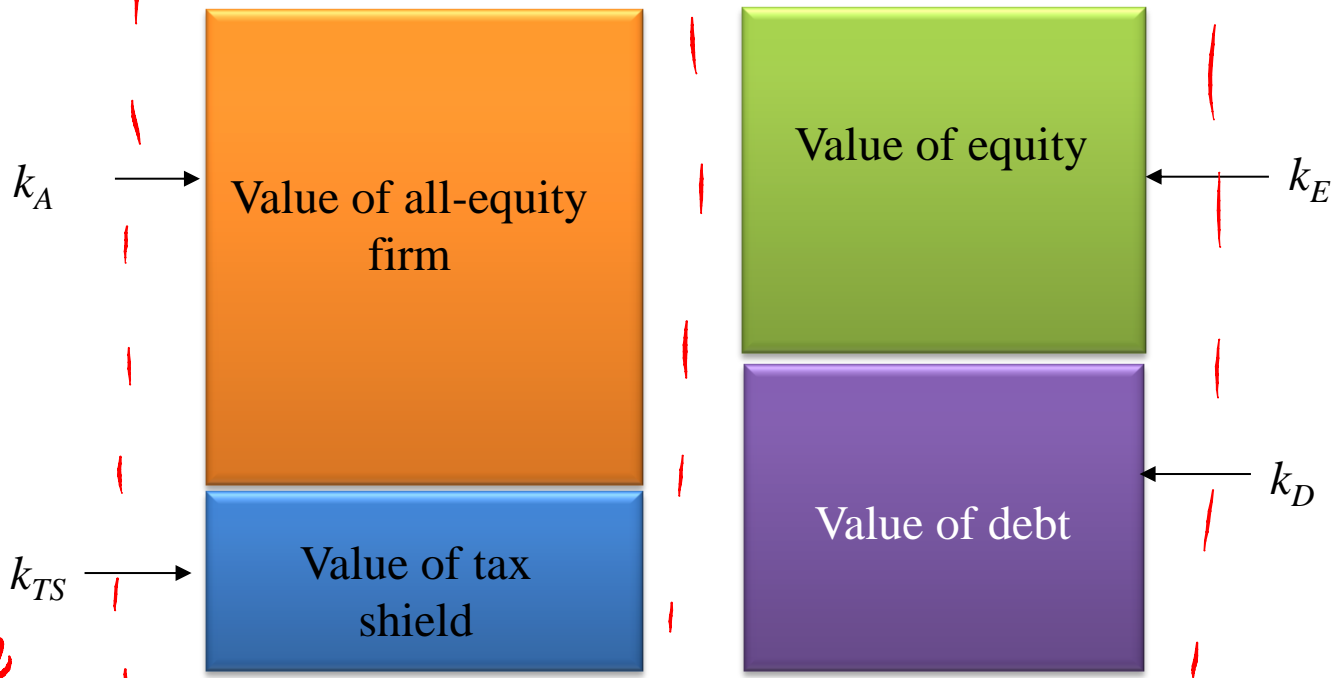 Value of equity
k_A
Value of all-equity
firm
k_E
Value of debt
k_D
k_TS
Value of tax
shield